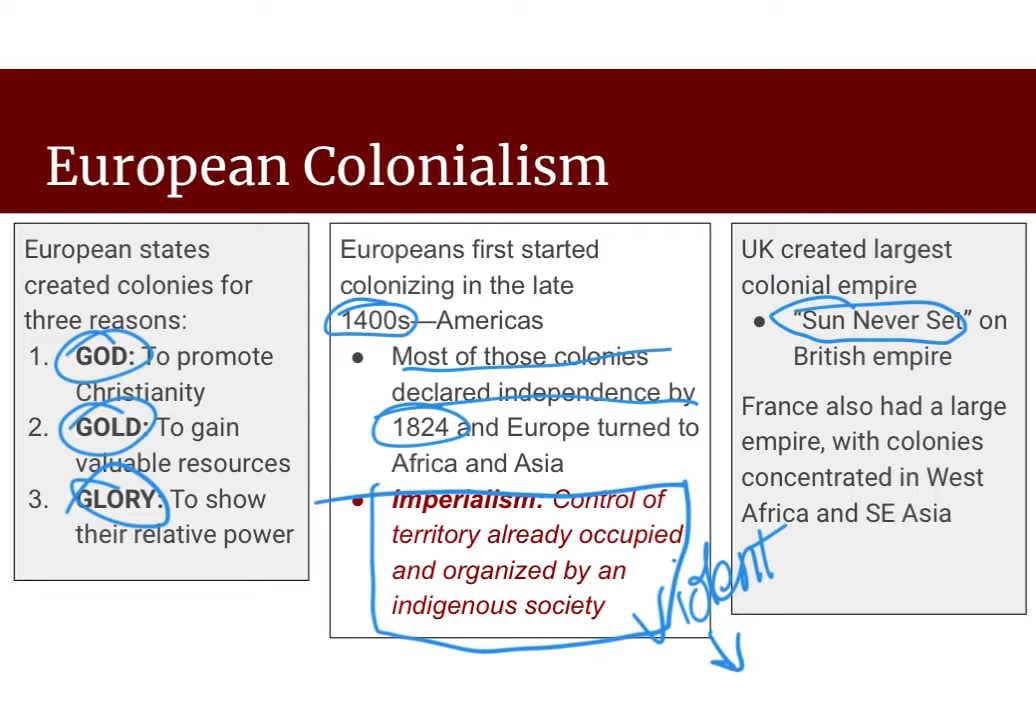 European Colonialism
European states
created colonies for
three reasons:
1. GOD: To promote
Christianity
2. GOLD: To gain
valuable resources
3. GLORY: To show
their relative power
Europeans first started
colonizing in the late
1400s—Americas
● Most of those colonies
declared independence by
1824 and Europe turned to
Africa and Asia
● Imperialism: Control of
territory already occupied
and organized by an
indigenous society
violent
UK created largest
colonial empire
● “Sun Never Set” on
British empire
France also had a large
empire, with colonies
concentrated in West
Africa and SE Asia